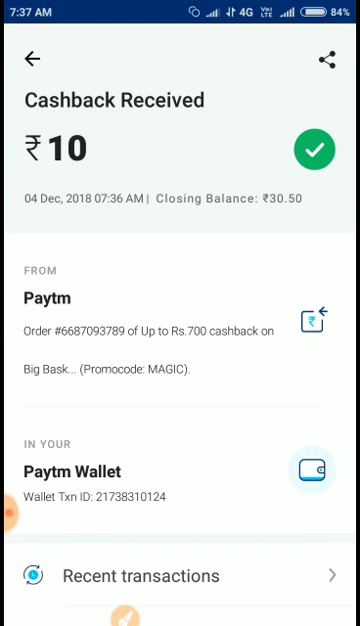 7:37 AM 4G VoLTE 84%
Cashback Received
₹10
04 Dec, 2018 07:36 AM | Closing Balance: ₹30.50
FROM
Paytm
Order #6687093789 of Up to Rs.700 cashback on
Big Bask... (Promocode: MAGIC).
IN YOUR
Paytm Wallet
Wallet Txn ID: 21738310124
Recent transactions